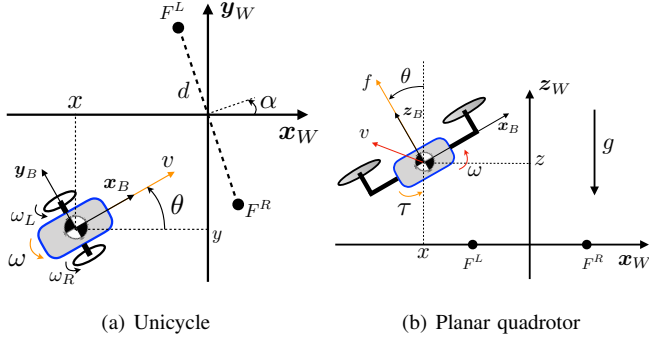 F^L
y_W
d
x
α
x_W
y_B
x_B
v
θ
F^R
ω_L
y
ω
ω_R
(a) Unicycle
f
θ
z_W
z_B
x_B
v
g
ω
z
τ
x
F^L
F^R
x_W
(b) Planar quadrotor